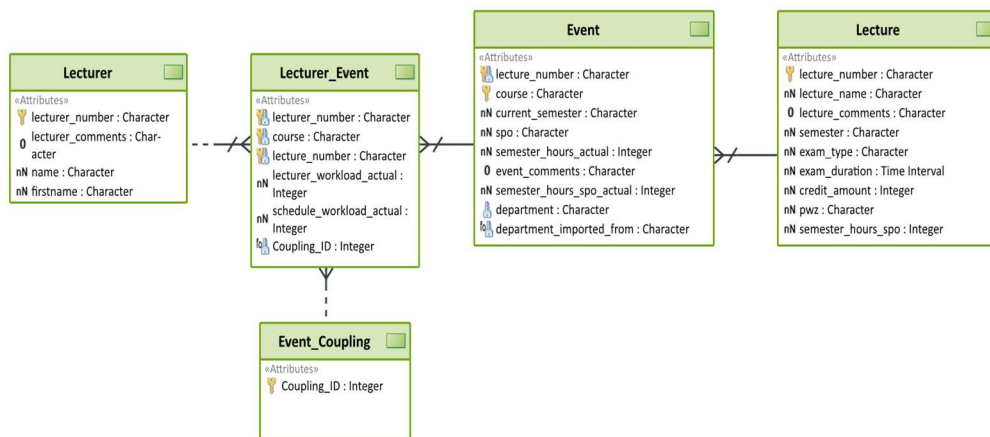 Lecturer
«Attributes»
lecturer_number : Character
0 lecturer_comments : Char-
acter
nN name : Character
nN firstname : Character
Lecturer_Event
«Attributes»
lecturer_number : Character
course : Character
lecture_number : Character
nN lecturer_workload_actual :
Integer
nN schedule_workload_actual :
Integer
Coupling_ID : Integer
Event
«Attributes»
lecture_number : Character
course : Character
nN current_semester : Character
nN spo : Character
nN semester_hours_actual : Integer
0 event_comments : Character
nN semester_hours_spo_actual : Integer
department : Character
department_imported_from : Character
Lecture
«Attributes»
lecture_number : Character
nN lecture_name : Character
0 lecture_comments : Character
nN semester : Character
nN exam_type : Character
nN exam_duration : Time Interval
nN credit_amount : Integer
nN pwz : Character
nN semester_hours_spo : Integer
Event_Coupling
«Attributes»
Coupling_ID : Integer